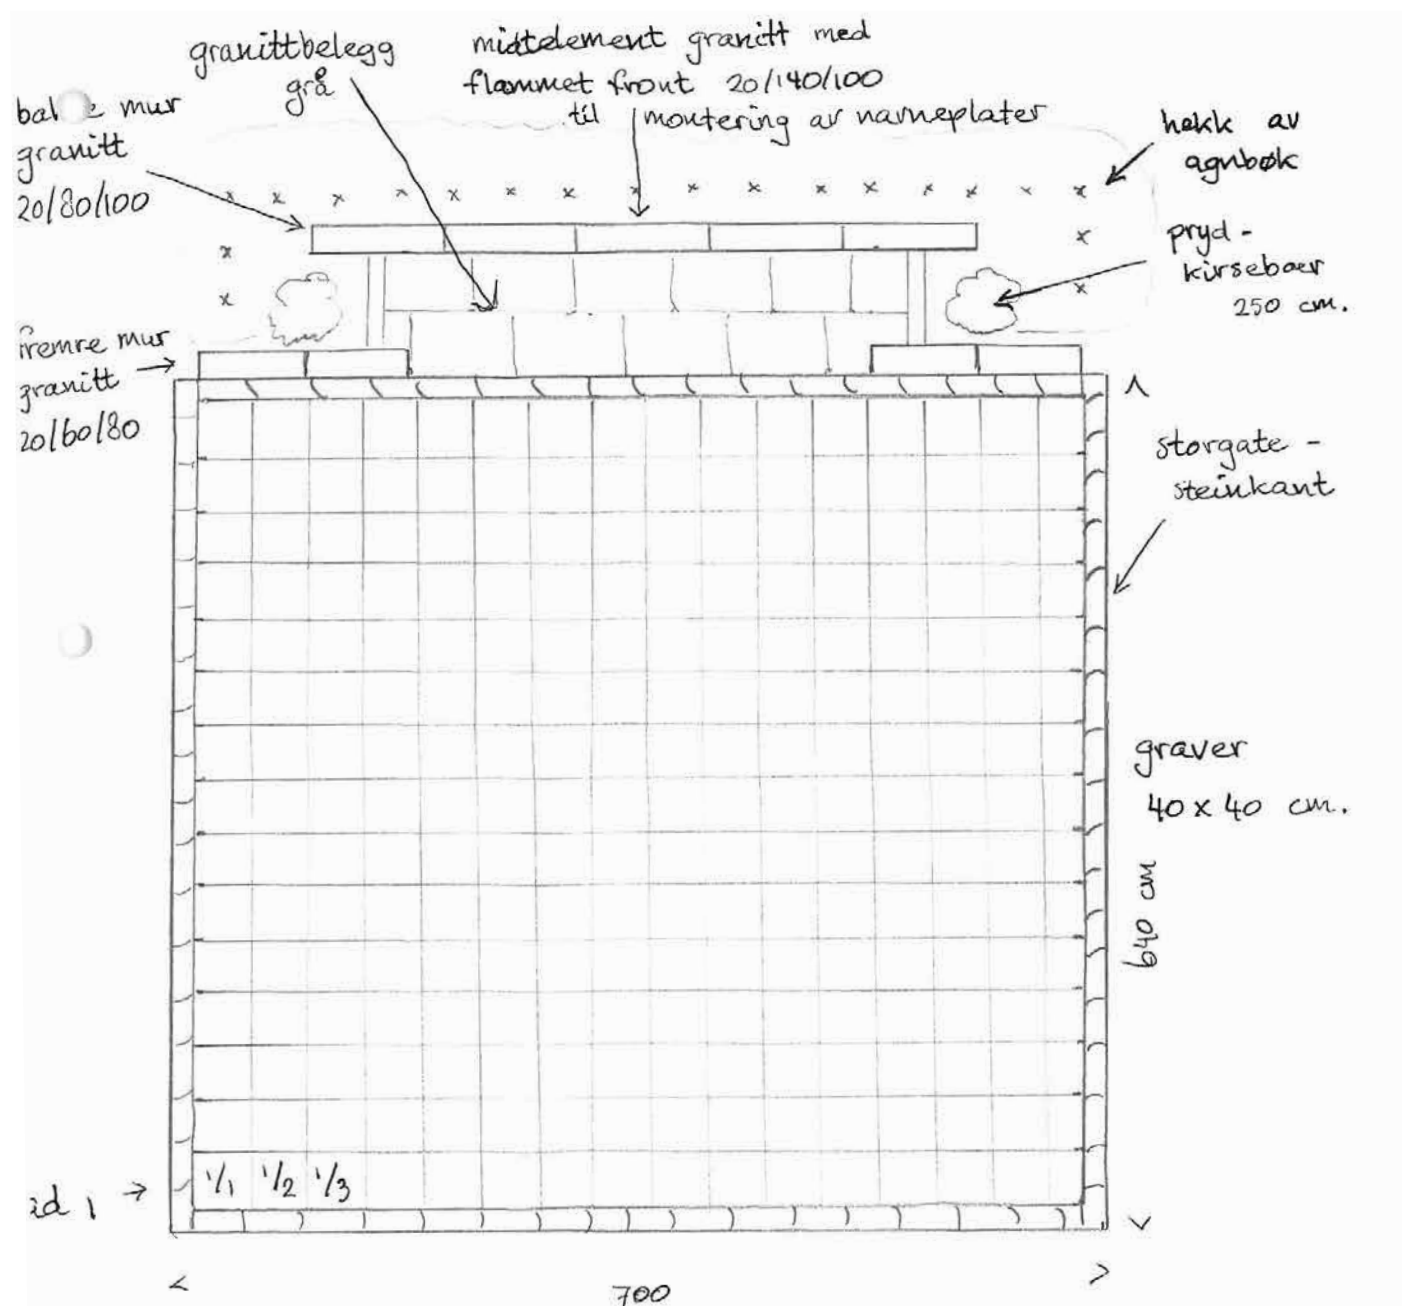 granittbelegg
grå
midtelement granitt med
flammet front 20/140/100
til montering av navneplater
mur
granitt
20/80/100
hekk av
agnbøk
pryd-
kirsebær
250 cm.
fremre mur
granitt
20/60/80
storgate-
steinkant
graver
40 x 40 cm.
640 cm
1/1 1/2 1/3
1
700